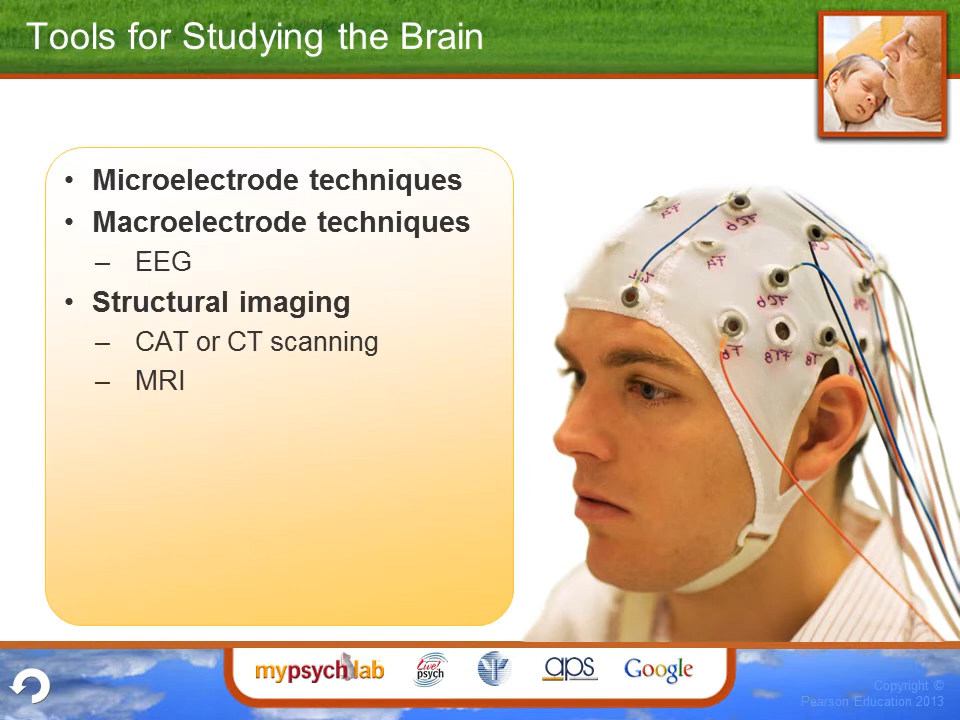 Tools for Studying the Brain
• Microelectrode techniques
• Macroelectrode techniques
– EEG
• Structural imaging
– CAT or CT scanning
– MRI
mypsychlab
Live! psych
aps
Google
Copyright ©
Pearson Education 2013